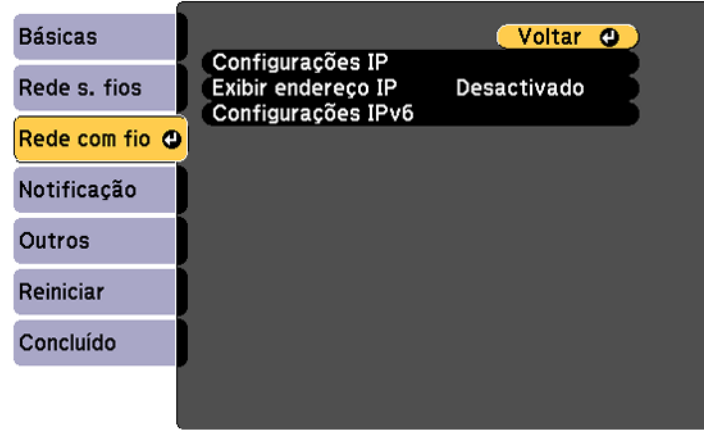 Básicas
Rede s. fios
Rede com fio
Notificação
Outros
Reiniciar
Concluído
Voltar
Configurações IP
Exibir endereço IP Desactivado
Configurações IPv6